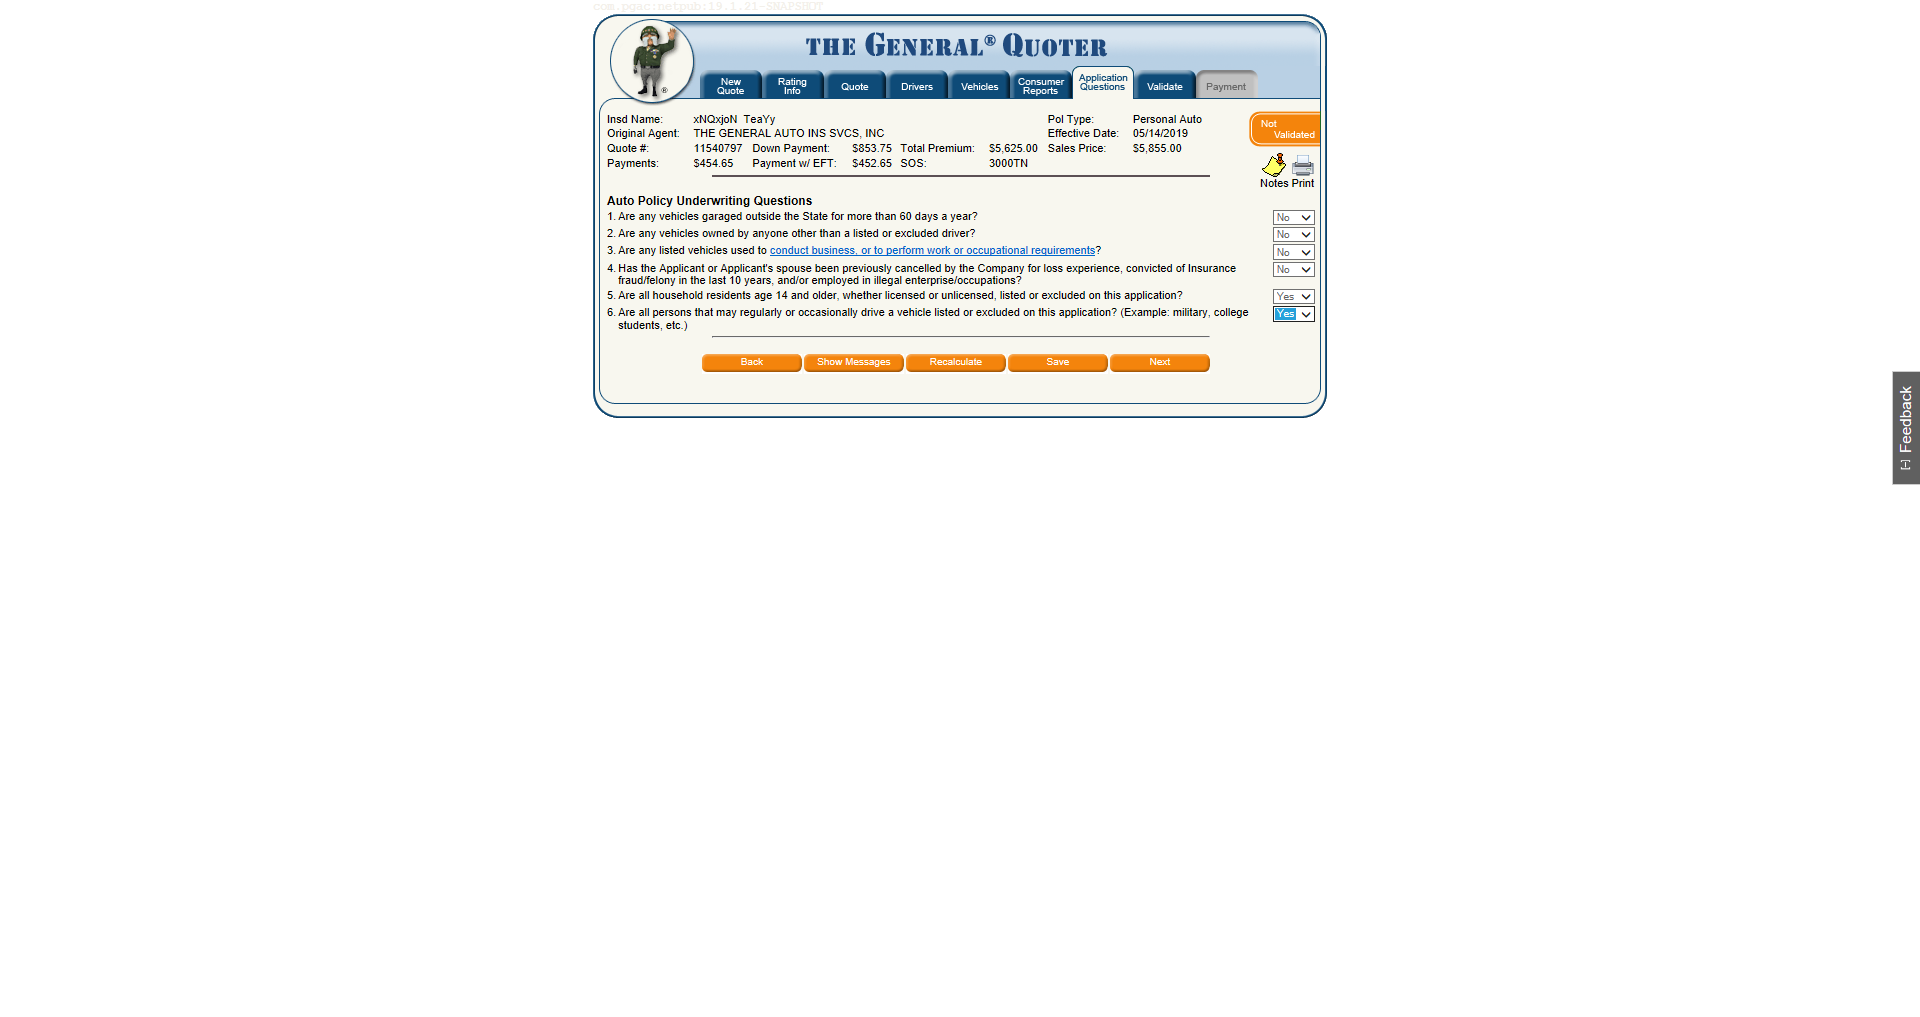 com.pgac:netpub:19.1.21-SNAPSHOT
THE GENERAL® QUOTER
New Quote
Rating Info
Quote
Drivers
Vehicles
Consumer Reports
Application Questions
Validate
Payment
Insd Name: xNQxjoN TeaYy Pol Type: Personal Auto
Original Agent: THE GENERAL AUTO INS SVCS, INC Effective Date: 05/14/2019
Quote #: 11540797 Down Payment: $853.75 Total Premium: $5,625.00 Sales Price: $5,855.00
Payments: $454.65 Payment w/ EFT: $452.65 SOS: 3000TN
Not
Validated
Notes Print
Auto Policy Underwriting Questions
1. Are any vehicles garaged outside the State for more than 60 days a year? No
2. Are any vehicles owned by anyone other than a listed or excluded driver? No
3. Are any listed vehicles used to conduct business, or to perform work or occupational requirements? No
4. Has the Applicant or Applicant's spouse been previously cancelled by the Company for loss experience, convicted of Insurance No
fraud/felony in the last 10 years, and/or employed in illegal enterprise/occupations?
5. Are all household residents age 14 and older, whether licensed or unlicensed, listed or excluded on this application? Yes
6. Are all persons that may regularly or occasionally drive a vehicle listed or excluded on this application? (Example: military, college Yes
students, etc.)
Back Show Messages Recalculate Save Next
[-] Feedback
®